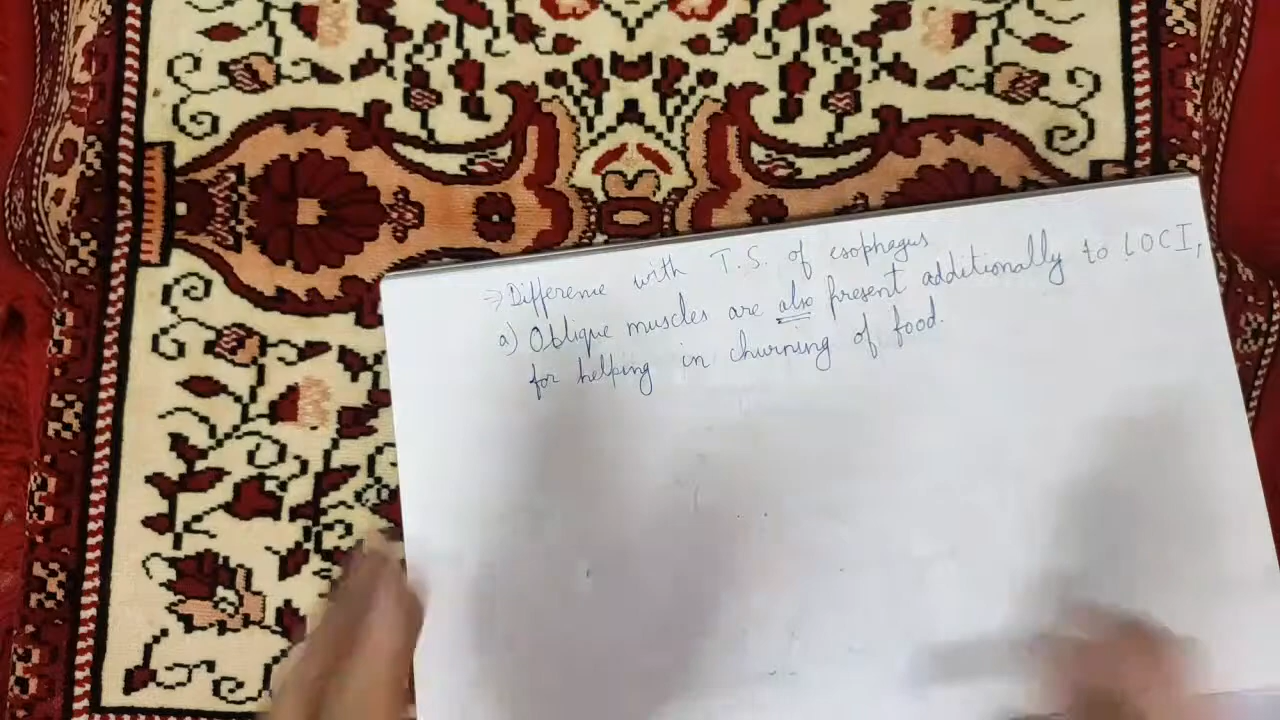 ⇒ Difference with T.S. of esophagus
a) Oblique muscles are also present additionally to LOCI,
for helping in churning of food.